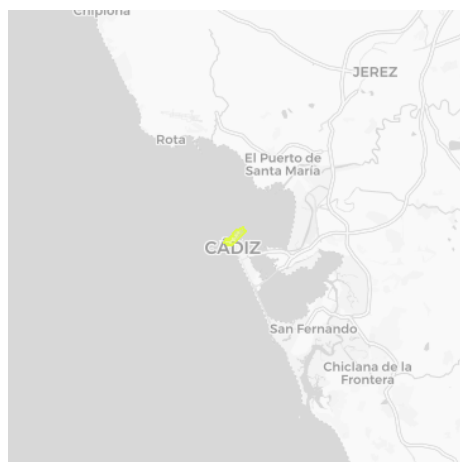 Chipiona
JEREZ
Rota
El Puerto de
Santa María
CÁDIZ
San Fernando
Chiclana de la
Frontera